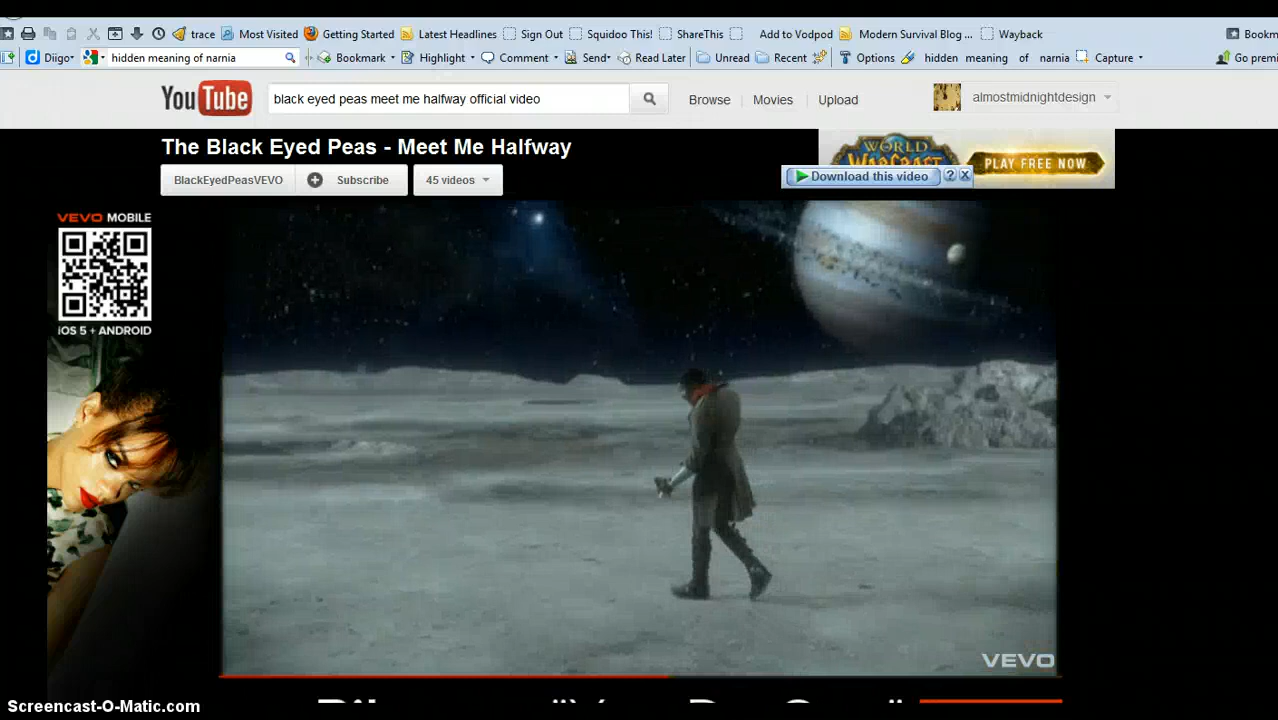 trace Most Visited Getting Started Latest Headlines Sign Out Squidoo This! ShareThis Add to Vodpod Modern Survival Blog ... Wayback Bookm
Diigo hidden meaning of narnia Bookmark Highlight Comment Send Read Later Unread Recent Options hidden meaning of narnia Capture Go premi
YouTube black eyed peas meet me halfway official video Browse Movies Upload almostmidnightdesign
The Black Eyed Peas - Meet Me Halfway
WORLD WARCRAFT PLAY FREE NOW
BlackEyedPeasVEVO Subscribe 45 videos Download this video ? X
VEVO MOBILE
iOS 5 + ANDROID
VEVO
Screencast-O-Matic.com